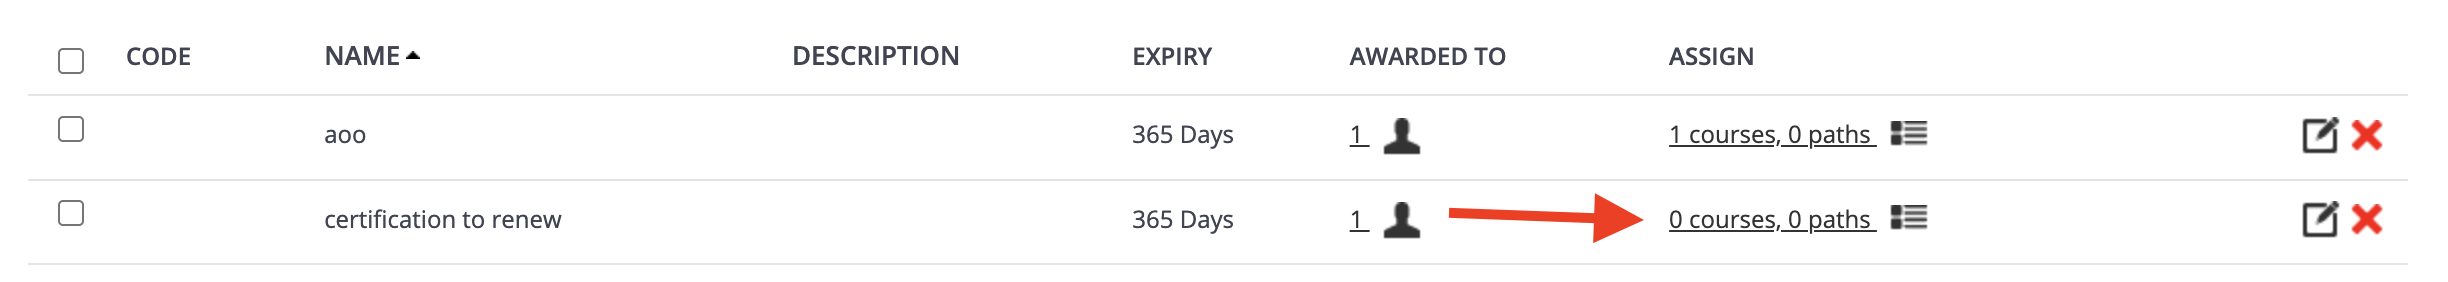 CODE NAME DESCRIPTION EXPIRY AWARDED TO ASSIGN
aoo 365 Days 1 1 courses, 0 paths
certification to renew 365 Days 1 0 courses, 0 paths